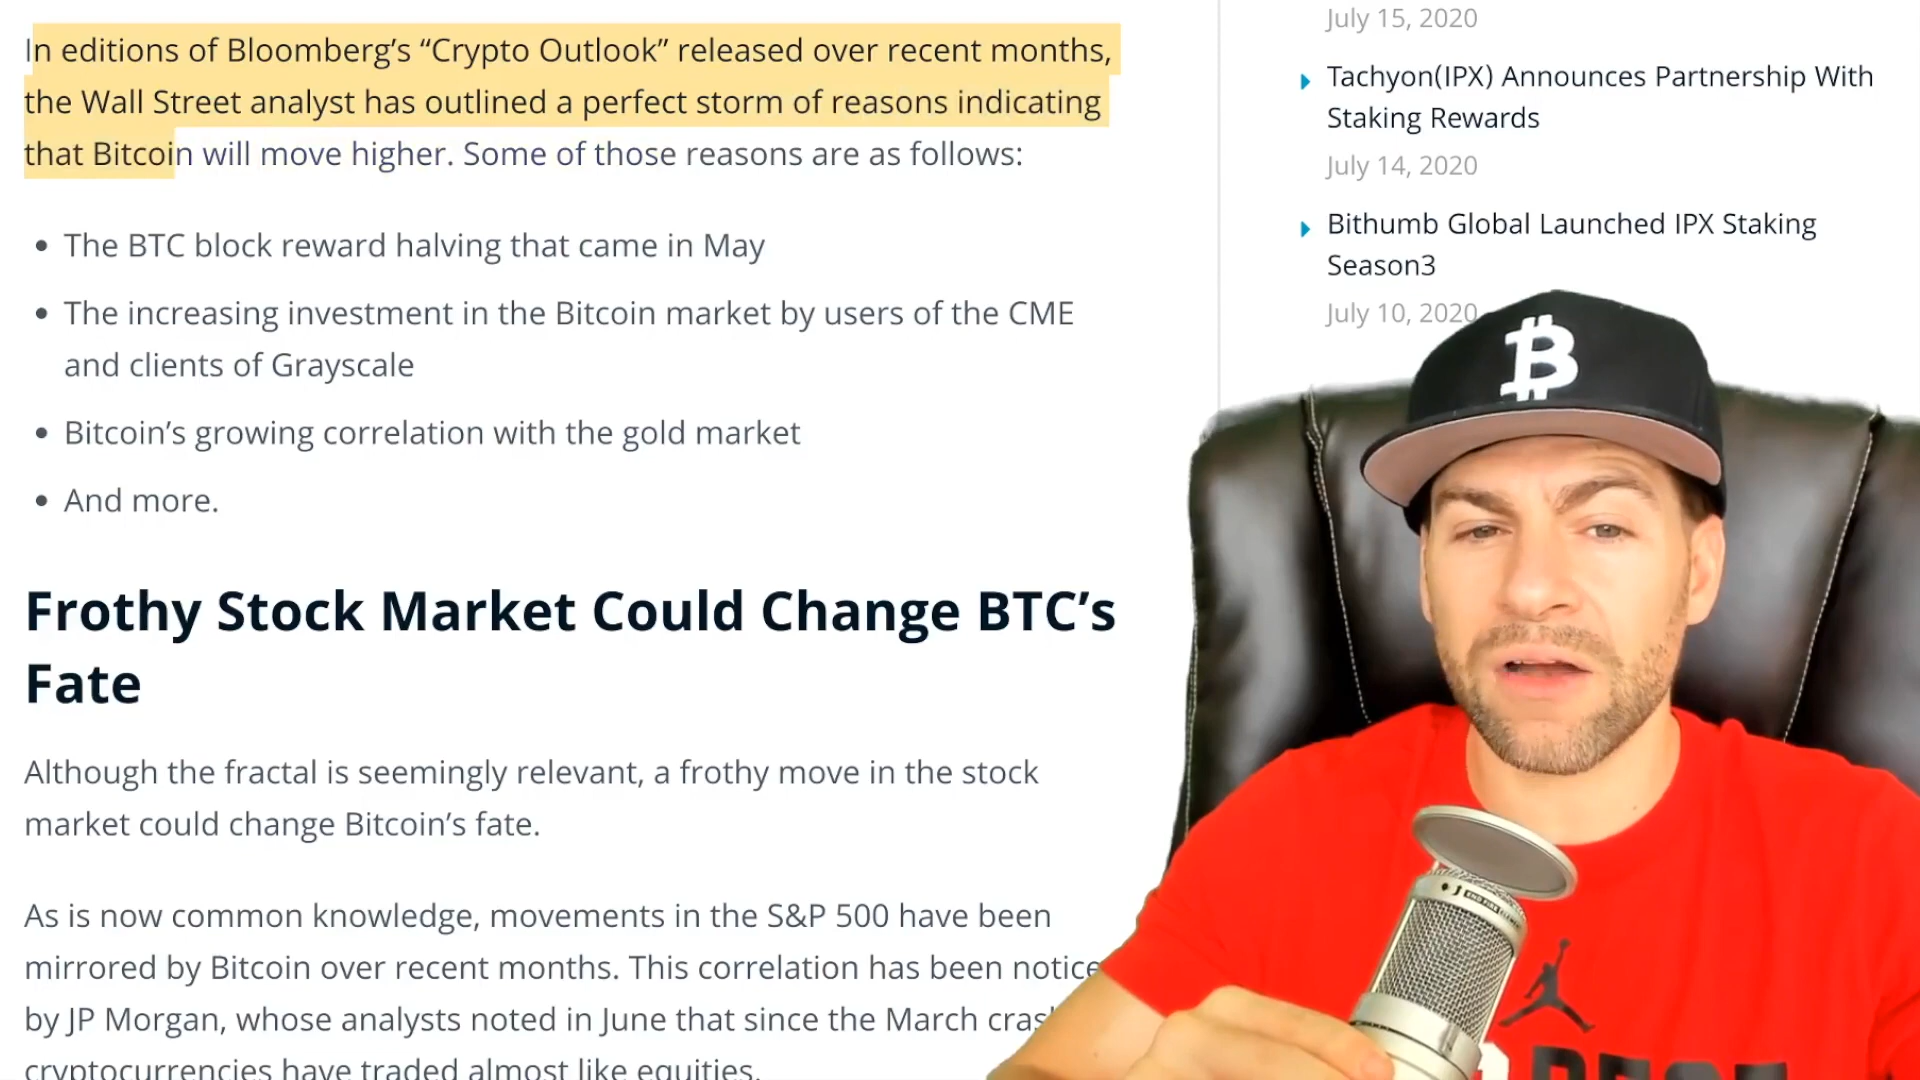 In editions of Bloomberg’s “Crypto Outlook” released over recent months,
the Wall Street analyst has outlined a perfect storm of reasons indicating
that Bitcoin will move higher. Some of those reasons are as follows:
• The BTC block reward halving that came in May
• The increasing investment in the Bitcoin market by users of the CME
and clients of Grayscale
• Bitcoin’s growing correlation with the gold market
• And more.
Frothy Stock Market Could Change BTC’s
Fate
Although the fractal is seemingly relevant, a frothy move in the stock
market could change Bitcoin’s fate.
As is now common knowledge, movements in the S&P 500 have been
mirrored by Bitcoin over recent months. This correlation has been notice
by JP Morgan, whose analysts noted in June that since the March cras
cryptocurrencies have traded almost like equities.
July 15, 2020
Tachyon(IPX) Announces Partnership With
Staking Rewards
July 14, 2020
Bithumb Global Launched IPX Staking
Season3
July 10, 2020